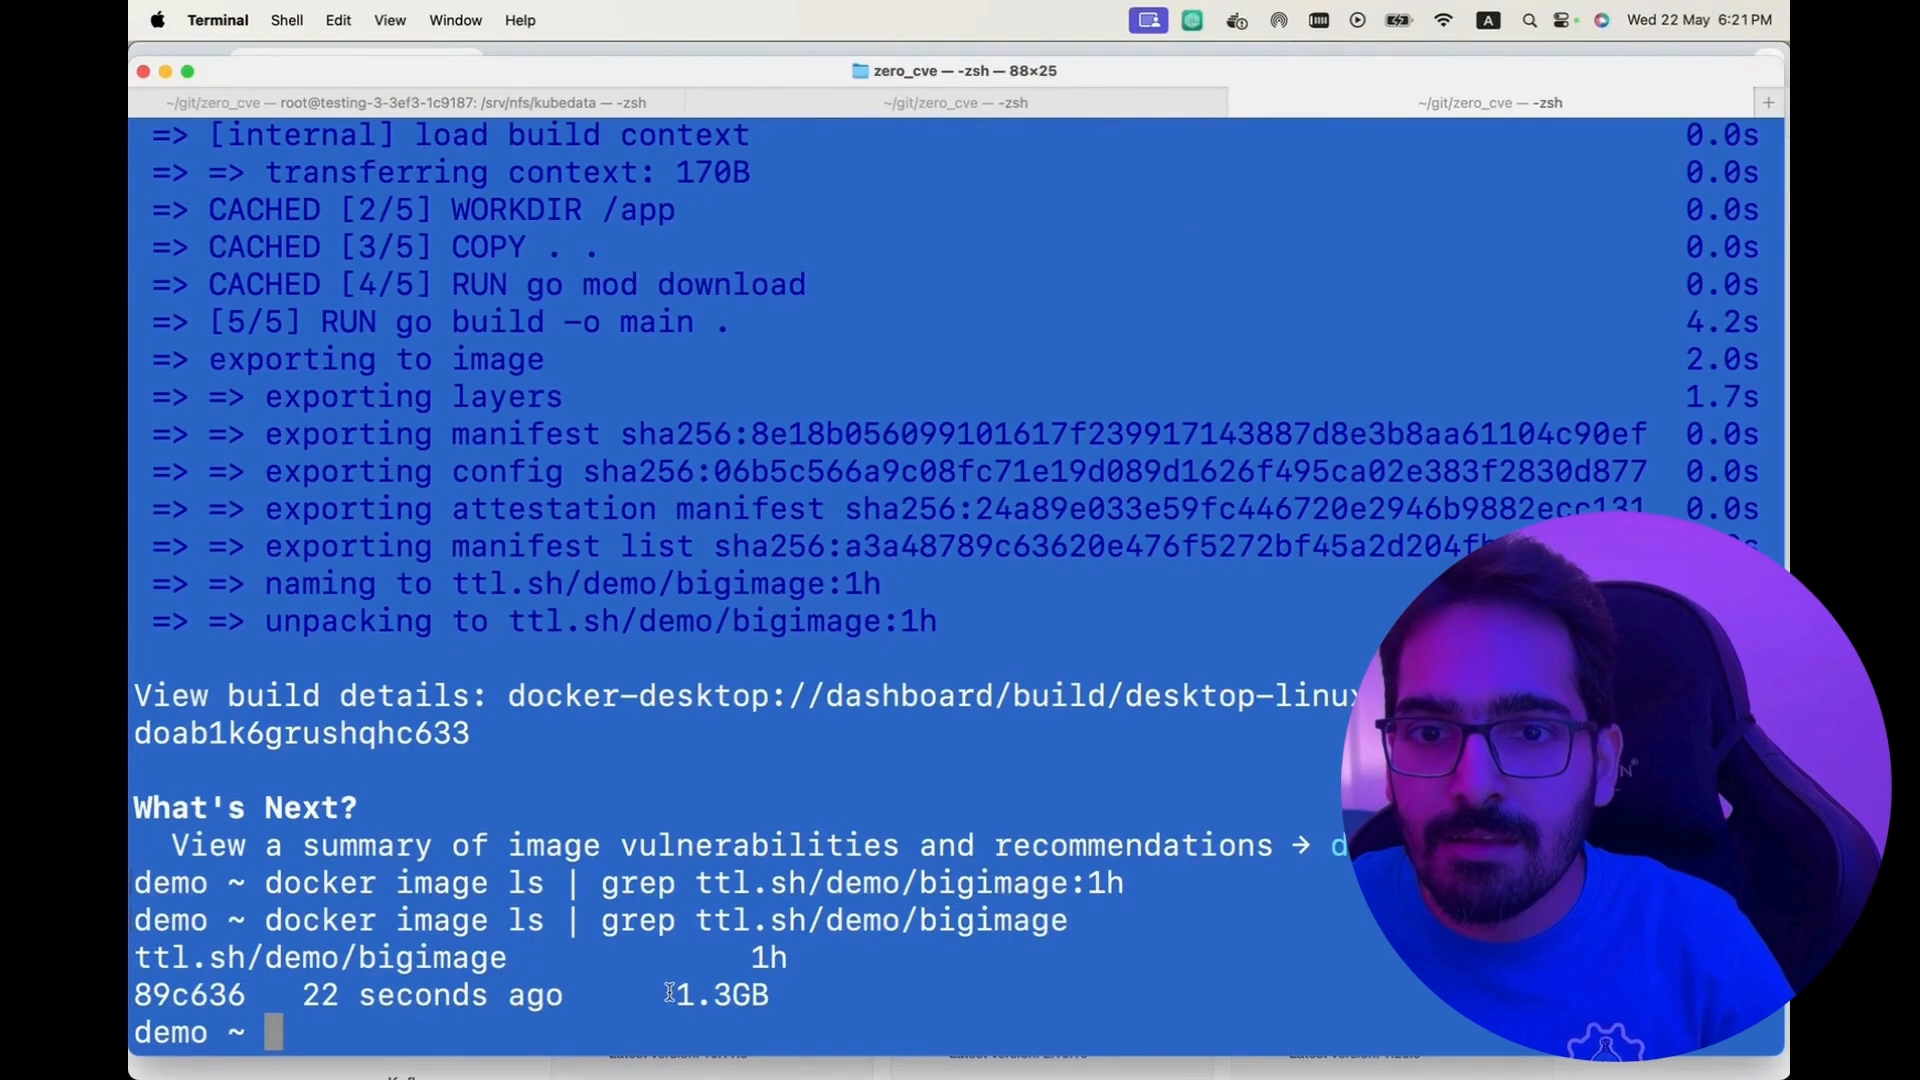 Terminal Shell Edit View Window Help A Wed 22 May 6:21 PM
zero_cve — -zsh — 88×25
~/git/zero_cve — root@testing-3-3ef3-1c9187: /srv/nfs/kubedata — -zsh ~/git/zero_cve — -zsh ~/git/zero_cve — -zsh +
=> [internal] load build context 0.0s
=> => transferring context: 170B 0.0s
=> CACHED [2/5] WORKDIR /app 0.0s
=> CACHED [3/5] COPY . . 0.0s
=> CACHED [4/5] RUN go mod download 0.0s
=> [5/5] RUN go build -o main . 4.2s
=> exporting to image 2.0s
=> => exporting layers 1.7s
=> => exporting manifest sha256:8e18b056099101617f239917143887d8e3b8aa61104c90ef 0.0s
=> => exporting config sha256:06b5c566a9c08fc71e19d089d1626f495ca02e383f2830d877 0.0s
=> => exporting attestation manifest sha256:24a89e033e59fc446720e2946b9882ecc131 0.0s
=> => exporting manifest list sha256:a3a48789c63620e476f5272bf45a2d204f
=> => naming to ttl.sh/demo/bigimage:1h
=> => unpacking to ttl.sh/demo/bigimage:1h
View build details: docker-desktop://dashboard/build/desktop-linux
doab1k6grushqhc633
What's Next?
View a summary of image vulnerabilities and recommendations → d
demo ~ docker image ls | grep ttl.sh/demo/bigimage:1h
demo ~ docker image ls | grep ttl.sh/demo/bigimage
ttl.sh/demo/bigimage 1h
89c636 22 seconds ago 1.3GB
demo ~